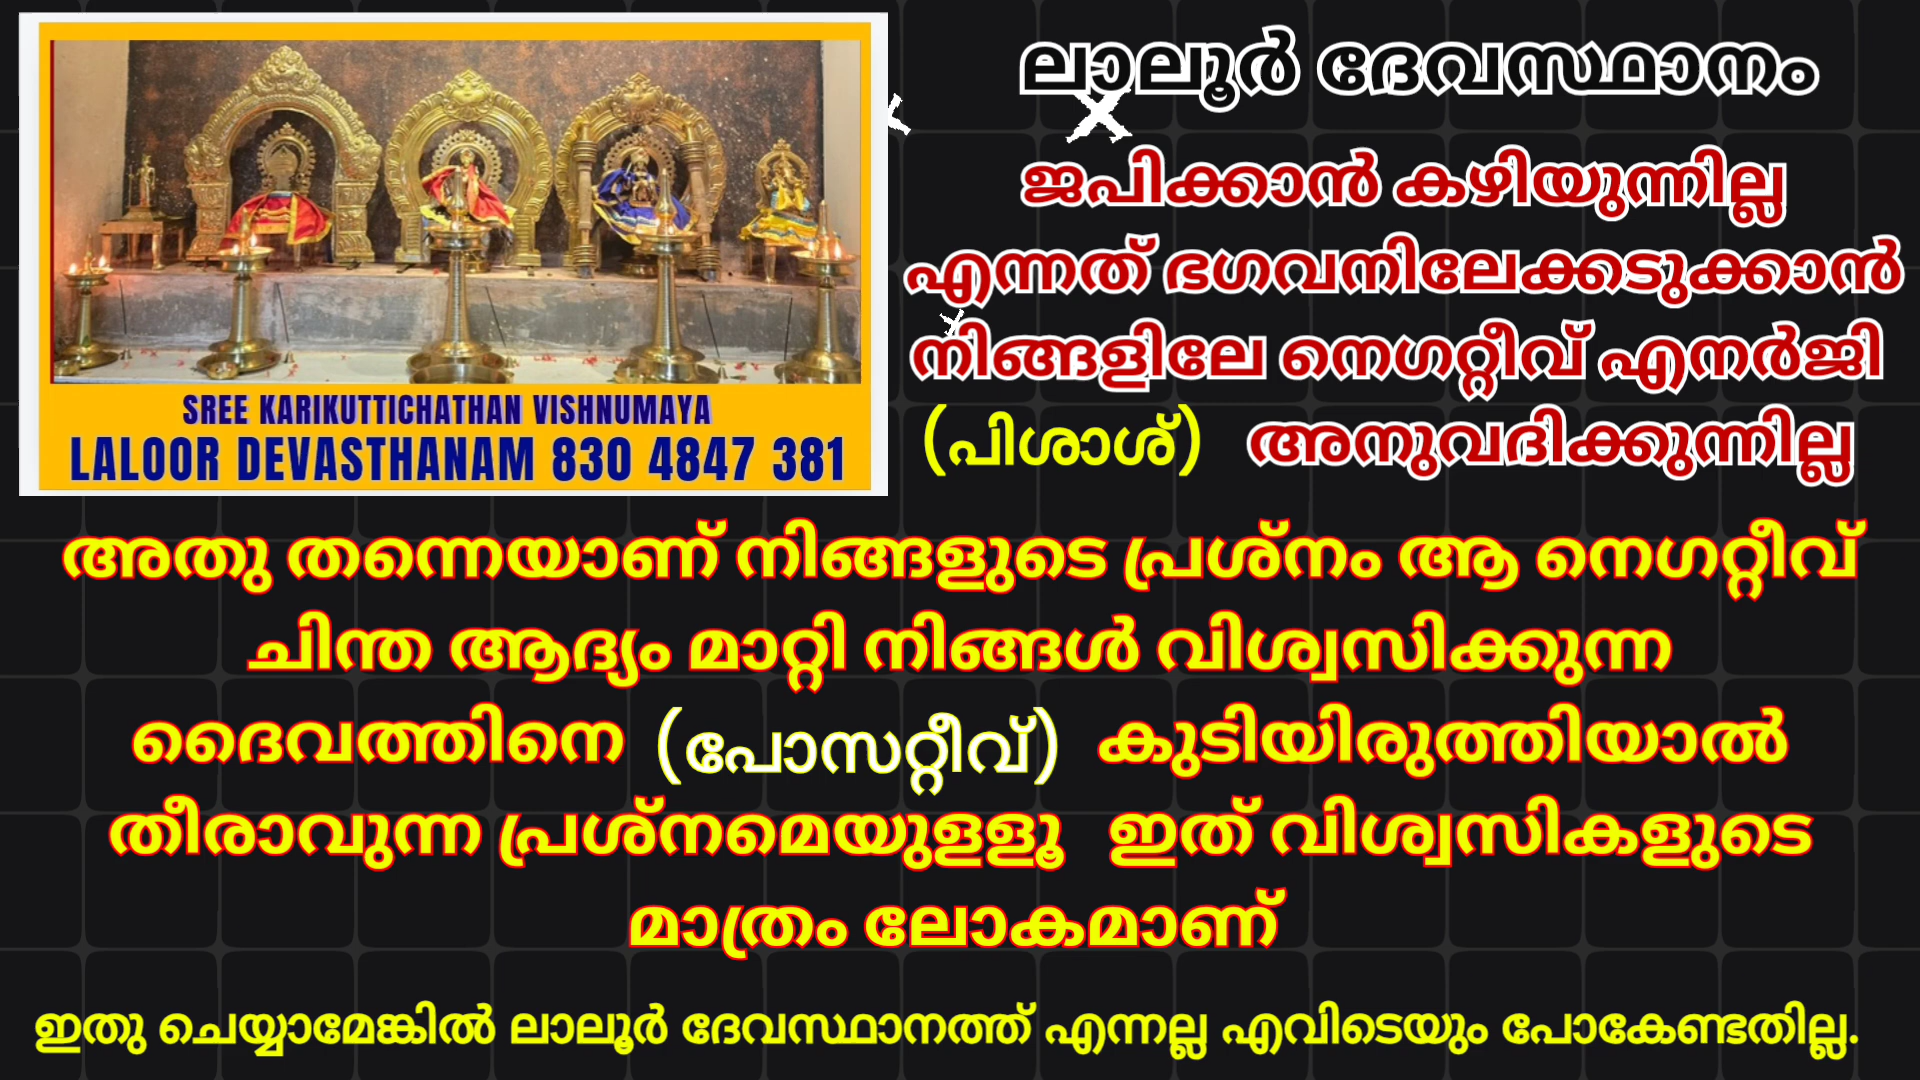 SREE KARIKUTTICHATHAN VISHNUMAYA
LALOOR DEVASTHANAM 830 4847 381
ലാലൂർ ദേവസ്ഥാനം
ജപിക്കാൻ കഴിയുന്നില്ല
എന്നത് ഭഗവനിലേക്കടുക്കാൻ
നിങ്ങളിലേ നെഗറ്റീവ് എനർജി
(പിശാശ്) അനുവദിക്കുന്നില്ല
അതു തന്നെയാണ് നിങ്ങളുടെ പ്രശ്നം ആ നെഗറ്റീവ്
ചിന്ത ആദ്യം മാറ്റി നിങ്ങൾ വിശ്വസിക്കുന്ന
ദൈവത്തിനെ (പോസറ്റീവ്) കുടിയിരുത്തിയാൽ
തീരാവുന്ന പ്രശ്നമെയുളളൂ ഇത് വിശ്വസികളുടെ
മാത്രം ലോകമാണ്
ഇതു ചെയ്യാമേങ്കിൽ ലാലൂർ ദേവസ്ഥാനത്ത് എന്നല്ല എവിടെയും പോകേണ്ടതില്ല.